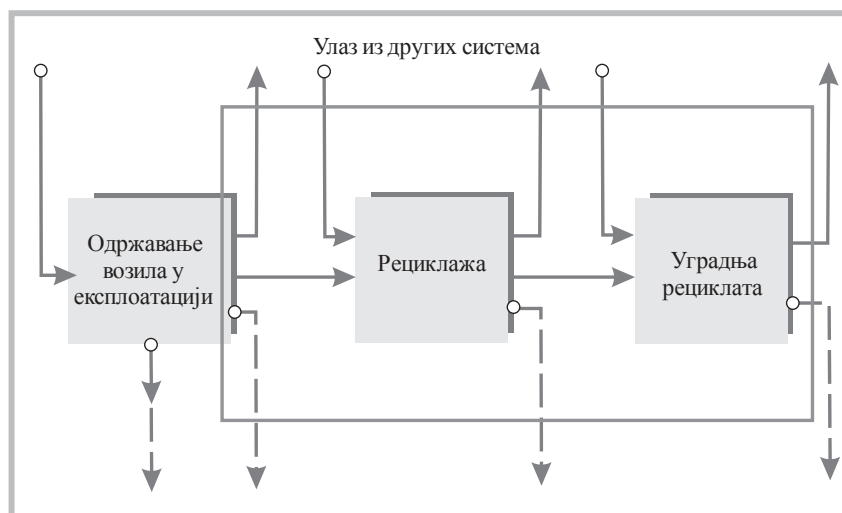 Улаз из других система
Одржавање
возила у
експлоатацији
Рециклажа
Уградња
рециклата